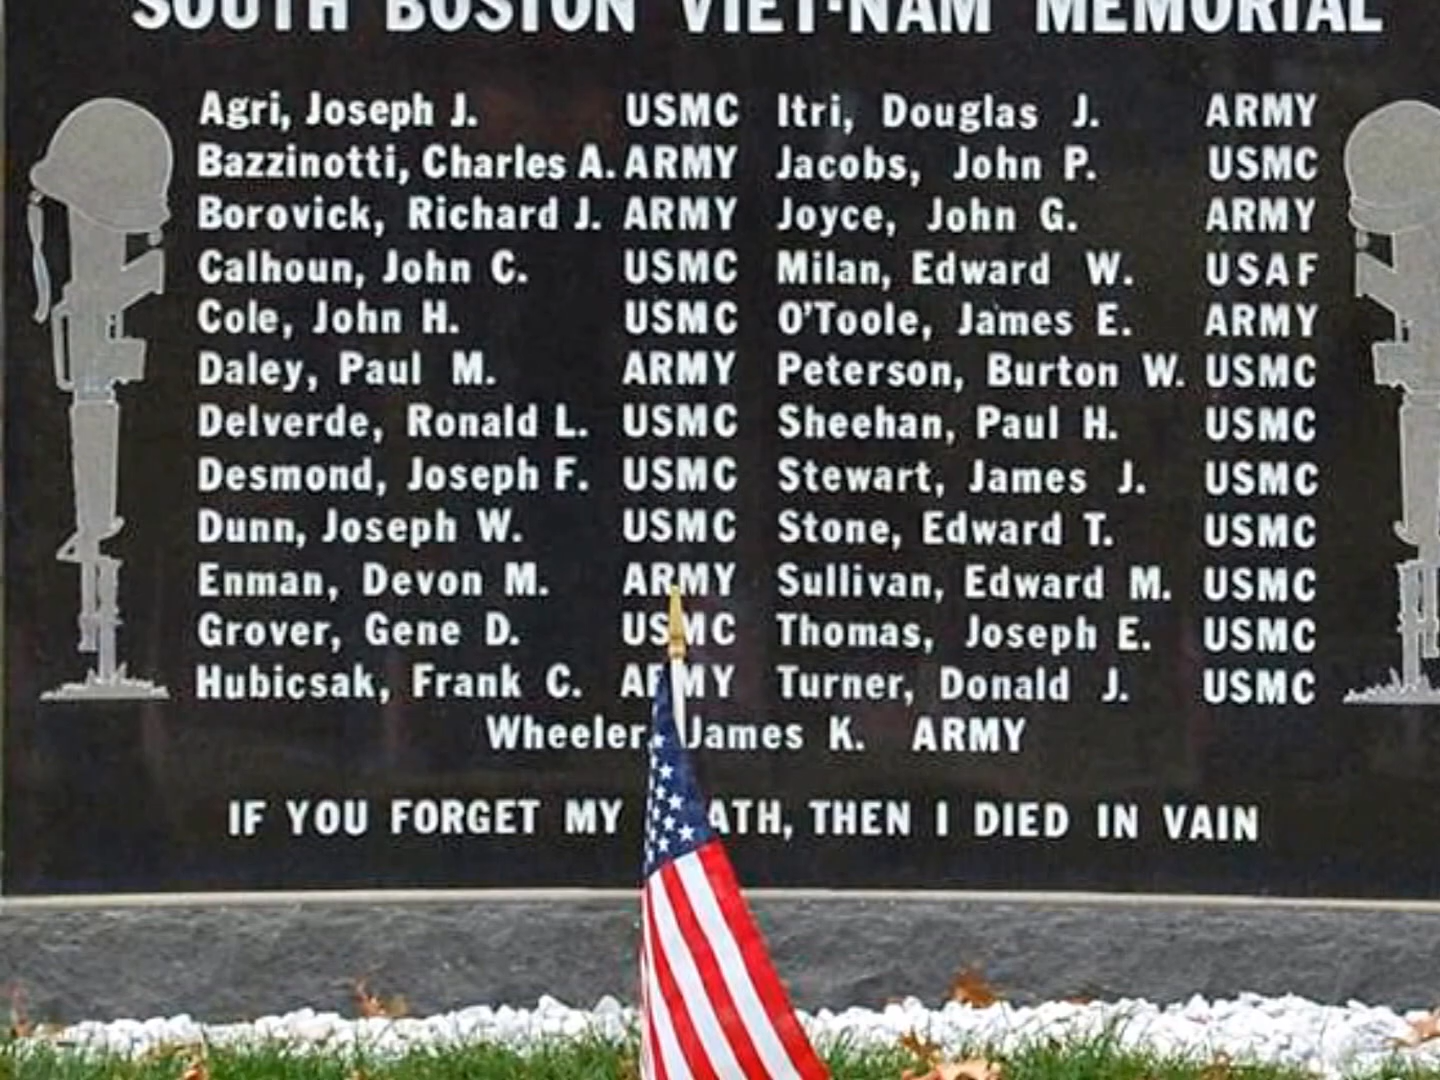 SOUTH BOSTON VIET-NAM MEMORIAL
Agri, Joseph J. USMC Itri, Douglas J. ARMY
Bazzinotti, Charles A. ARMY Jacobs, John P. USMC
Borovick, Richard J. ARMY Joyce, John G. ARMY
Calhoun, John C. USMC Milan, Edward W. USAF
Cole, John H. USMC O'Toole, James E. ARMY
Daley, Paul M. ARMY Peterson, Burton W. USMC
Delverde, Ronald L. USMC Sheehan, Paul H. USMC
Desmond, Joseph F. USMC Stewart, James J. USMC
Dunn, Joseph W. USMC Stone, Edward T. USMC
Enman, Devon M. ARMY Sullivan, Edward M. USMC
Grover, Gene D. USMC Thomas, Joseph E. USMC
Hubicsak, Frank C. ARMY Turner, Donald J. USMC
Wheeler, James K. ARMY
IF YOU FORGET MY ATH, THEN I DIED IN VAIN